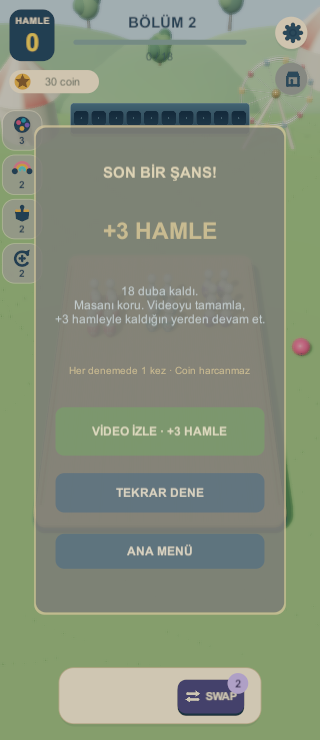 HAMLE
0
BÖLÜM 2
30 coin
3
2
2
2
SON BİR ŞANS!
+3 HAMLE
18 duba kaldı.
Masanı koru. Videoyu tamamla,
+3 hamleyle kaldığın yerden devam et.
Her denemede 1 kez · Coin harcanmaz
VİDEO İZLE · +3 HAMLE
TEKRAR DENE
ANA MENÜ
2
SWAP